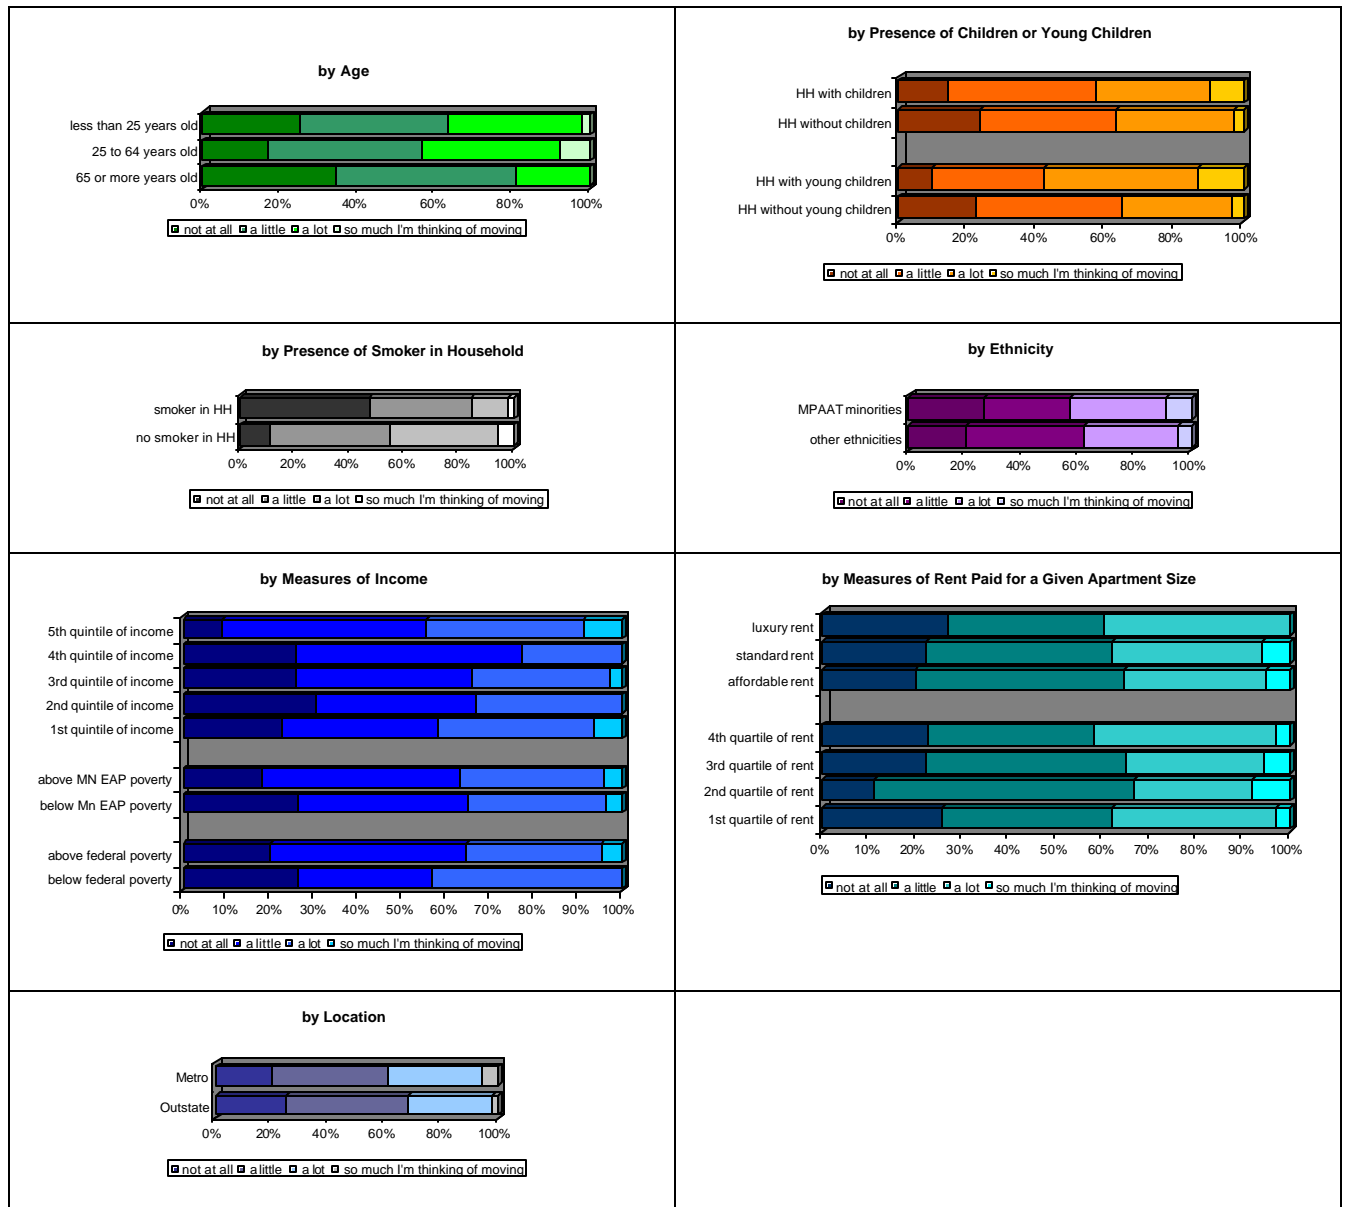 by Age
less than 25 years old
25 to 64 years old
65 or more years old
0% 20% 40% 60% 80% 100%
not at all a little a lot so much I'm thinking of moving
by Presence of Children or Young Children
HH with children
HH without children
HH with young children
HH without young children
0% 20% 40% 60% 80% 100%
not at all a little a lot so much I'm thinking of moving
by Presence of Smoker in Household
smoker in HH
no smoker in HH
0% 20% 40% 60% 80% 100%
not at all a little a lot so much I'm thinking of moving
by Ethnicity
MPAAT minorities
other ethnicities
0% 20% 40% 60% 80% 100%
not at all a little a lot so much I'm thinking of moving
by Measures of Income
5th quintile of income
4th quintile of income
3rd quintile of income
2nd quintile of income
1st quintile of income
above MN EAP poverty
below Mn EAP poverty
above federal poverty
below federal poverty
0% 10% 20% 30% 40% 50% 60% 70% 80% 90% 100%
not at all a little a lot so much I'm thinking of moving
by Measures of Rent Paid for a Given Apartment Size
luxury rent
standard rent
affordable rent
4th quartile of rent
3rd quartile of rent
2nd quartile of rent
1st quartile of rent
0% 10% 20% 30% 40% 50% 60% 70% 80% 90% 100%
not at all a little a lot so much I'm thinking of moving
by Location
Metro
Outstate
0% 20% 40% 60% 80% 100%
not at all a little a lot so much I'm thinking of moving